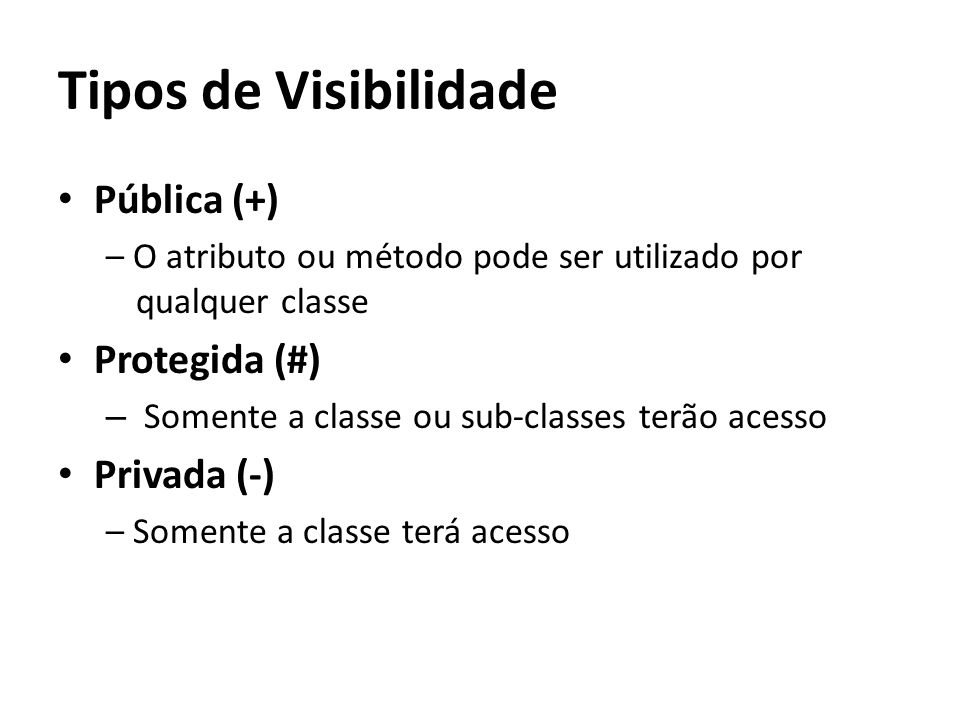 Tipos de Visibilidade
• Pública (+)
– O atributo ou método pode ser utilizado por
qualquer classe
• Protegida (#)
– Somente a classe ou sub-classes terão acesso
• Privada (-)
– Somente a classe terá acesso